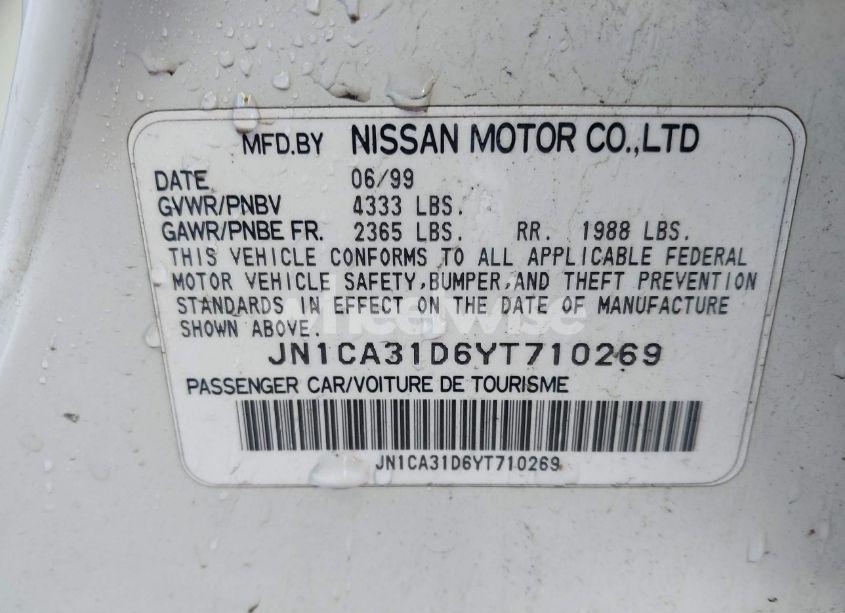 MFD.BY NISSAN MOTOR CO.,LTD
DATE 06/99
GVWR/PNBV 4333 LBS.
GAWR/PNBE FR. 2365 LBS. RR. 1988 LBS.
THIS VEHICLE CONFORMS TO ALL APPLICABLE FEDERAL
MOTOR VEHICLE SAFETY,BUMPER,AND THEFT PREVENTION
STANDARDS IN EFFECT ON THE DATE OF MANUFACTURE
SHOWN ABOVE.
wheelwise
JN1CA31D6YT710269
PASSENGER CAR/VOITURE DE TOURISME
JN1CA31D6YT710269